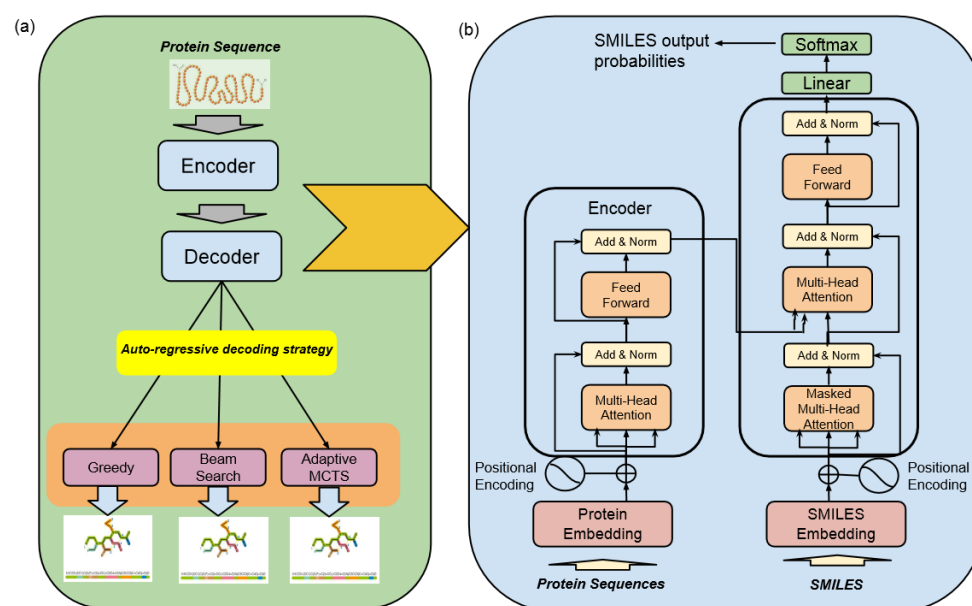 (a)
Protein Sequence
Encoder
Decoder
Auto-regressive decoding strategy
Greedy
Beam
Search
Adaptive
MCTS
(b)
SMILES output
probabilities
Softmax
Linear
Add & Norm
Feed
Forward
Add & Norm
Multi-Head
Attention
Add & Norm
Masked
Multi-Head
Attention
Encoder
Add & Norm
Feed
Forward
Add & Norm
Multi-Head
Attention
Positional
Encoding
Positional
Encoding
Protein
Embedding
SMILES
Embedding
Protein Sequences
SMILES